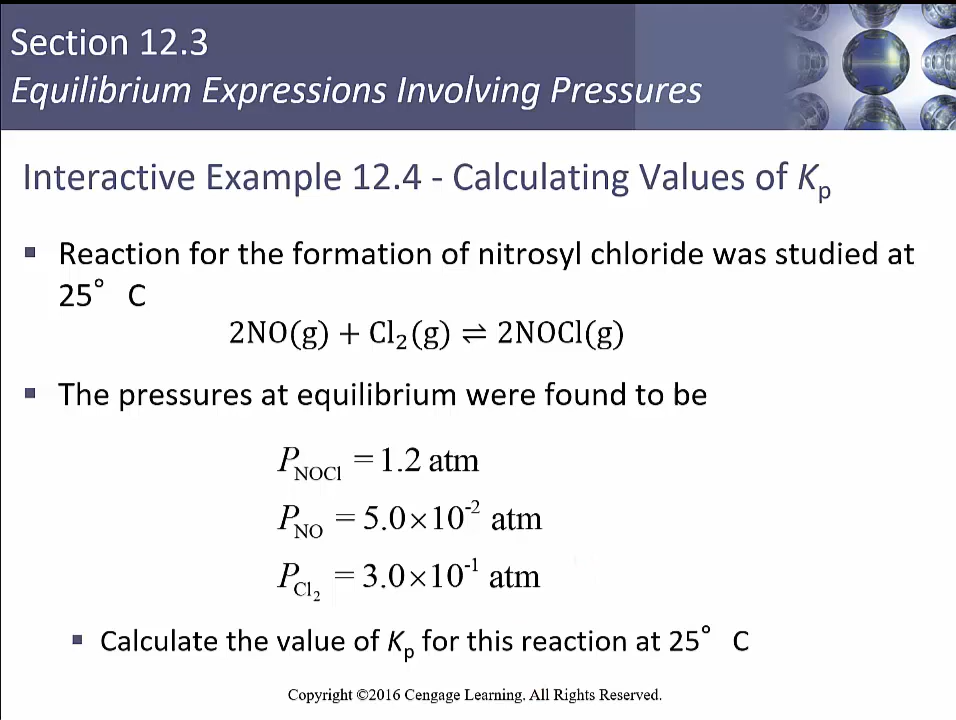 Section 12.3
Equilibrium Expressions Involving Pressures
Interactive Example 12.4 - Calculating Values of Kₚ
▪ Reaction for the formation of nitrosyl chloride was studied at
25° C
2NO(g) + Cl₂(g) ⇌ 2NOCl(g)
▪ The pressures at equilibrium were found to be
P_NOCl = 1.2 atm
P_NO = 5.0×10⁻² atm
P_Cl₂ = 3.0×10⁻¹ atm
▪ Calculate the value of Kₚ for this reaction at 25° C
Copyright ©2016 Cengage Learning. All Rights Reserved.